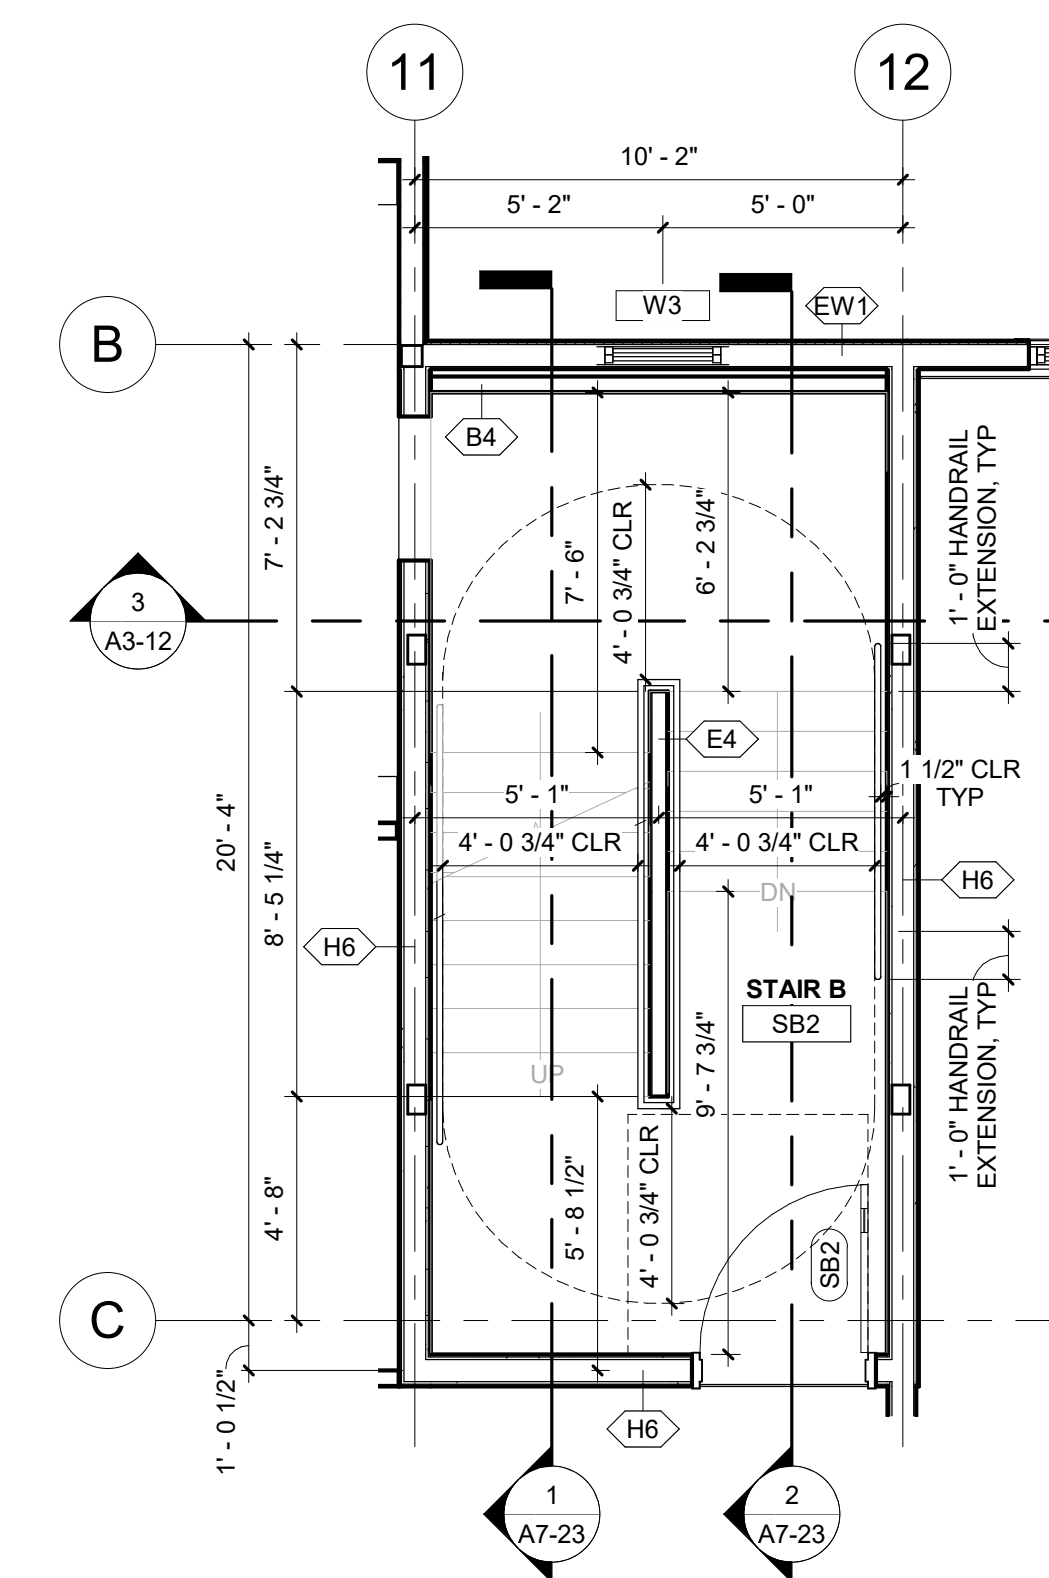 11
12
10' - 2"
5' - 2"
5' - 0"
W3
EW1
B
B4
7' - 2 3/4"
7' - 6"
4' - 0 3/4" CLR
6' - 2 3/4"
1' - 0" HANDRAIL
EXTENSION, TYP
3
A3-12
E4
1 1/2" CLR
TYP
5' - 1"
5' - 1"
20' - 4"
8' - 5 1/4"
4' - 0 3/4" CLR
4' - 0 3/4" CLR
DN
H6
H6
STAIR B
SB2
9' - 7 3/4"
1' - 0" HANDRAIL
EXTENSION, TYP
UP
4' - 8"
5' - 8 1/2"
4' - 0 3/4" CLR
SB2
C
1' - 0 1/2"
H6
1
A7-23
2
A7-23